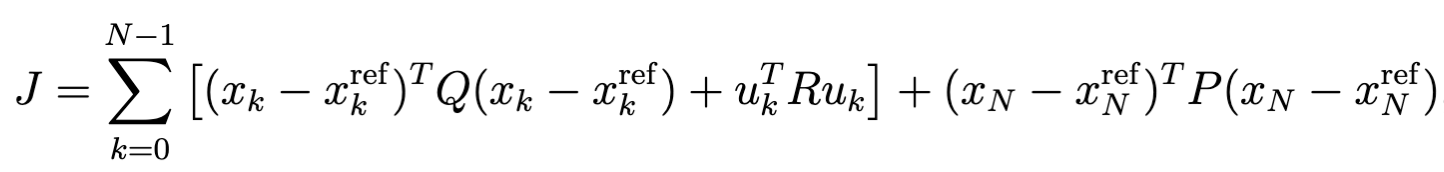 J = \sum_{k=0}^{N-1} \left[ (x_k - x_k^{\text{ref}})^T Q (x_k - x_k^{\text{ref}}) + u_k^T R u_k \right] + (x_N - x_N^{\text{ref}})^T P (x_N - x_N^{\text{ref}})